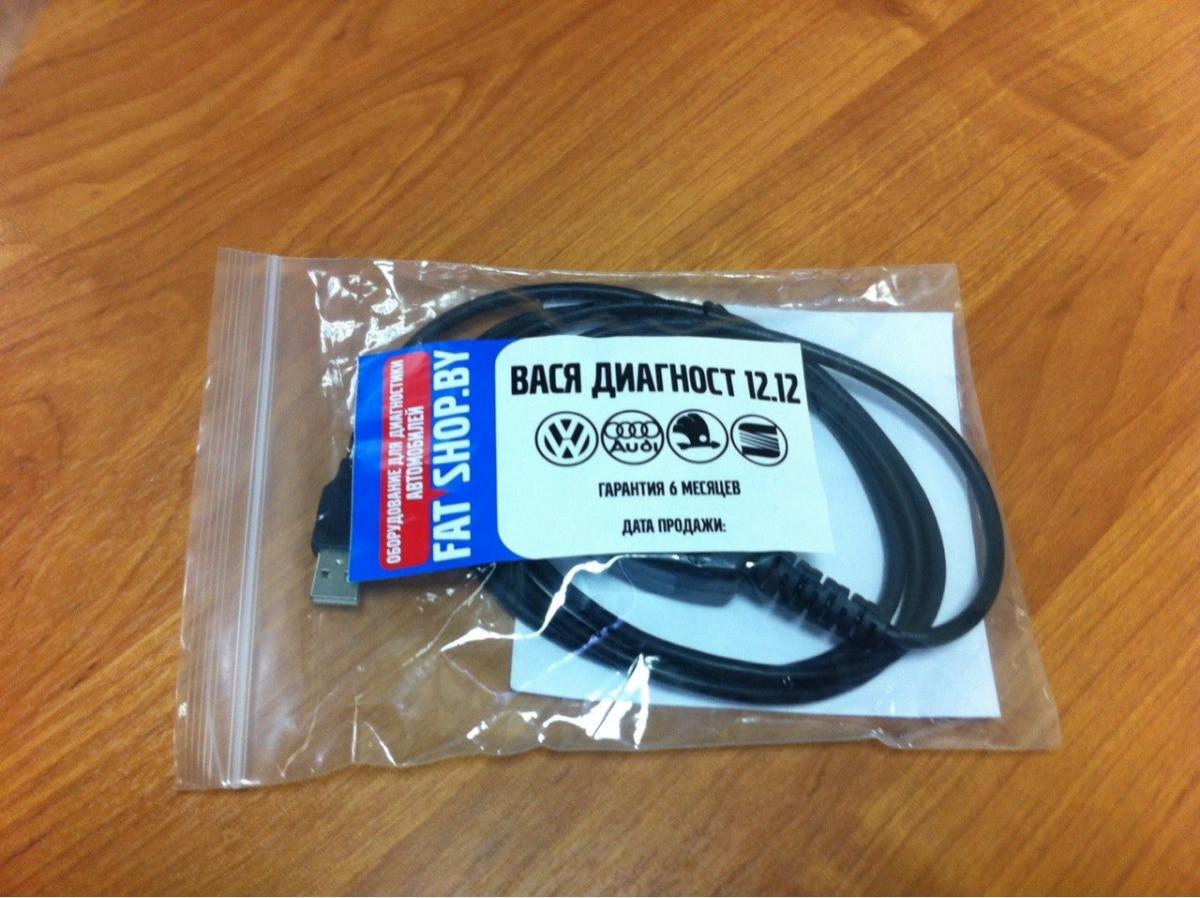 ОБОРУДОВАНИЕ ДЛЯ ДИАГНОСТИКИ
АВТОМОБИЛЕЙ
FAT SHOP.BY
ВАСЯ ДИАГНОСТ 12.12
Audi
ГАРАНТИЯ 6 МЕСЯЦЕВ
ДАТА ПРОДАЖИ: